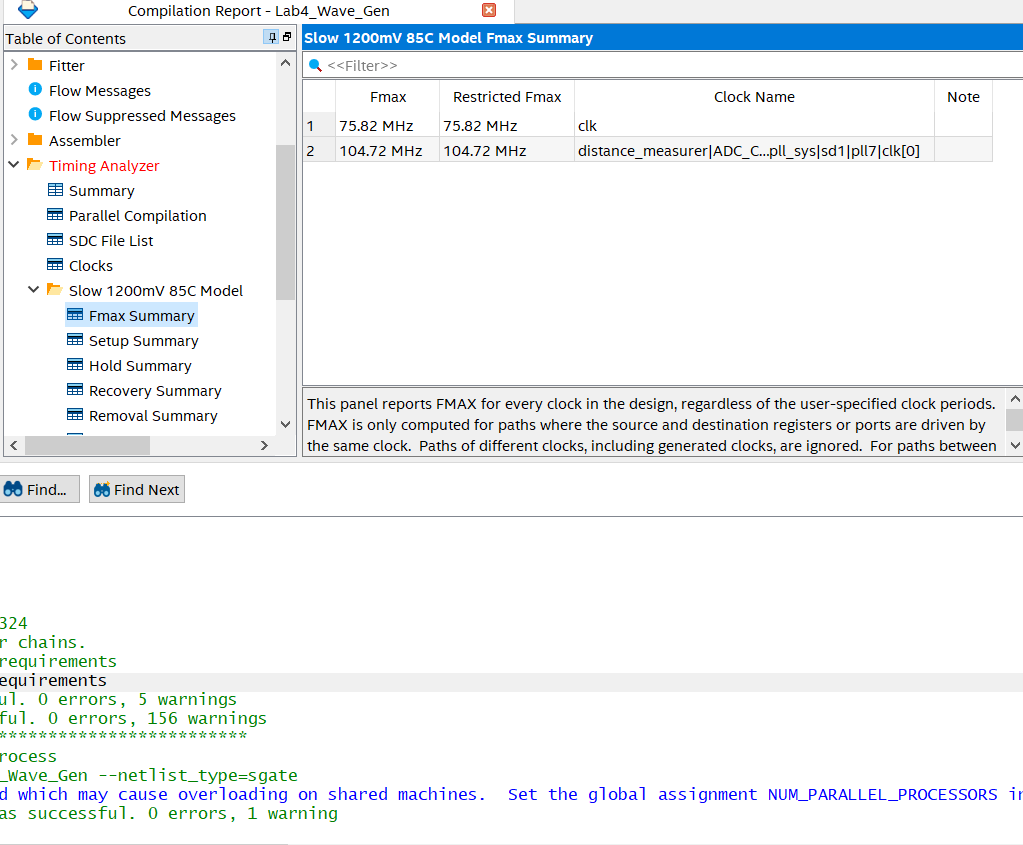 Compilation Report - Lab4_Wave_Gen
Table of Contents
Fitter
Flow Messages
Flow Suppressed Messages
Assembler
Timing Analyzer
Summary
Parallel Compilation
SDC File List
Clocks
Slow 1200mV 85C Model
Fmax Summary
Setup Summary
Hold Summary
Recovery Summary
Removal Summary
Slow 1200mV 85C Model Fmax Summary
<<Filter>>
Fmax Restricted Fmax Clock Name Note
1 75.82 MHz 75.82 MHz clk
2 104.72 MHz 104.72 MHz distance_measurer|ADC_C...pll_sys|sd1|pll7|clk[0]
This panel reports FMAX for every clock in the design, regardless of the user-specified clock periods.
FMAX is only computed for paths where the source and destination registers or ports are driven by
the same clock.  Paths of different clocks, including generated clocks, are ignored.  For paths between
Find... Find Next
324
r chains.
requirements
equirements
ul. 0 errors, 5 warnings
ful. 0 errors, 156 warnings
*************************
rocess
_Wave_Gen --netlist_type=sgate
d which may cause overloading on shared machines.  Set the global assignment NUM_PARALLEL_PROCESSORS in
as successful. 0 errors, 1 warning